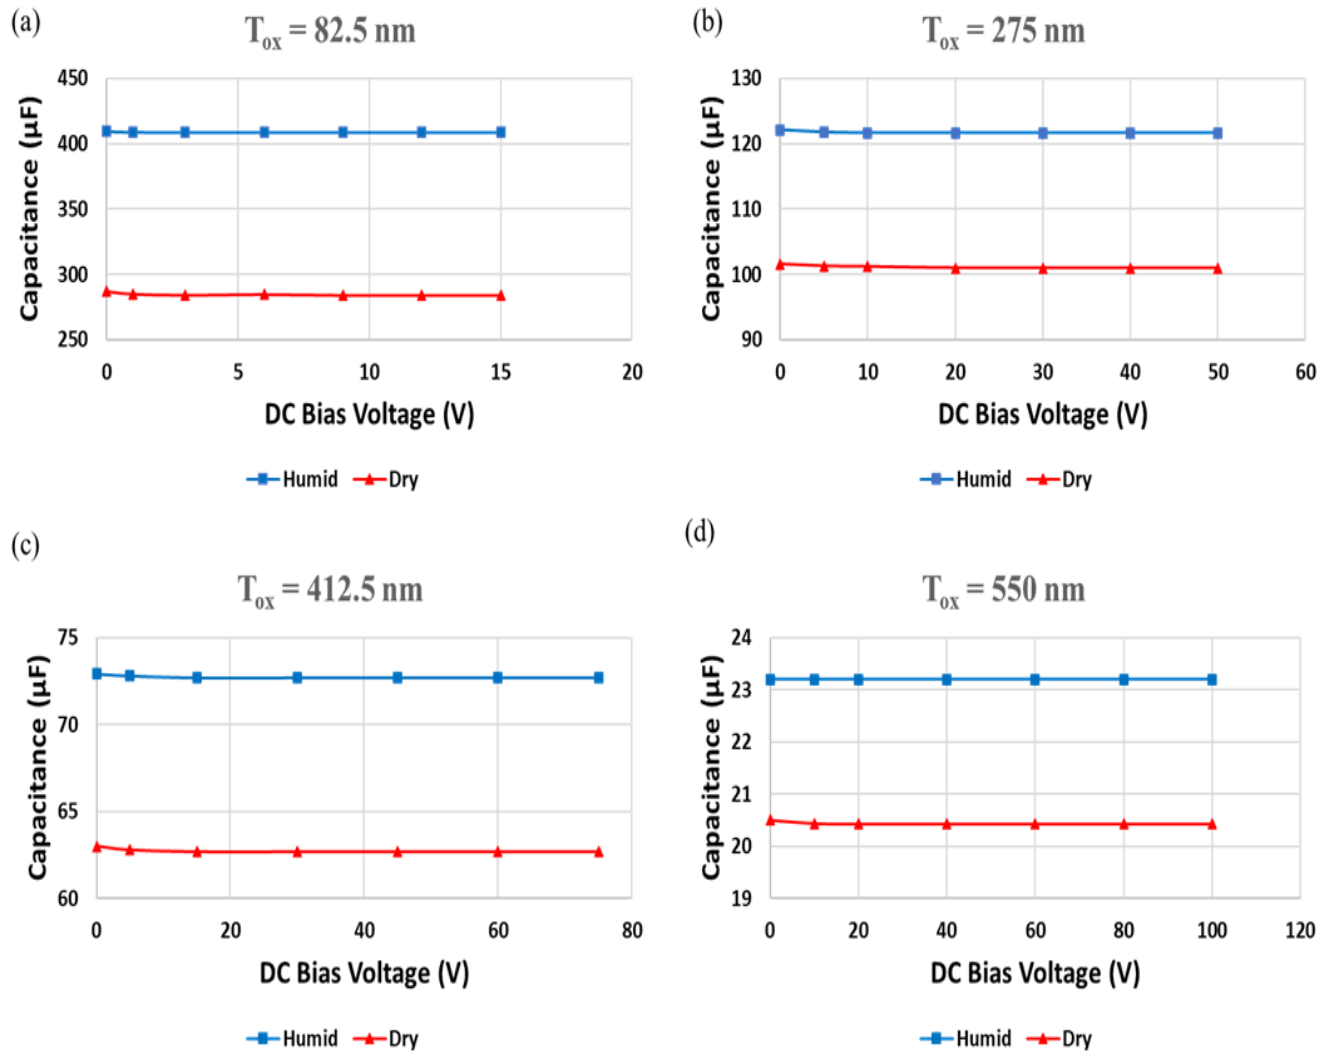 (a)
Tox = 82.5 nm
Capacitance (µF)
450
400
350
300
250
0 5 10 15 20
DC Bias Voltage (V)
Humid Dry
(b)
Tox = 275 nm
Capacitance (µF)
130
120
110
100
90
0 10 20 30 40 50 60
DC Bias Voltage (V)
Humid Dry
(c)
Tox = 412.5 nm
Capacitance (µF)
75
70
65
60
0 20 40 60 80
DC Bias Voltage (V)
Humid Dry
(d)
Tox = 550 nm
Capacitance (µF)
24
23
22
21
20
19
0 20 40 60 80 100 120
DC Bias Voltage (V)
Humid Dry